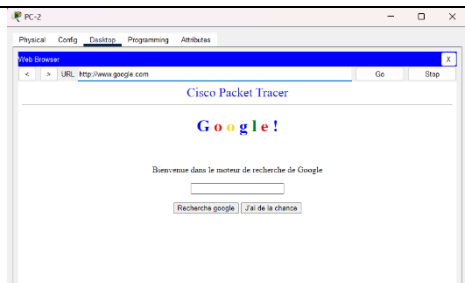 PC-2
Physical Config Desktop Programming Attributes
Web Browser X
< > URL http://www.google.com Go Stop
Cisco Packet Tracer
G o o g l e !
Bienvenue dans le moteur de recherche de Google
Recherche google J'ai de la chance